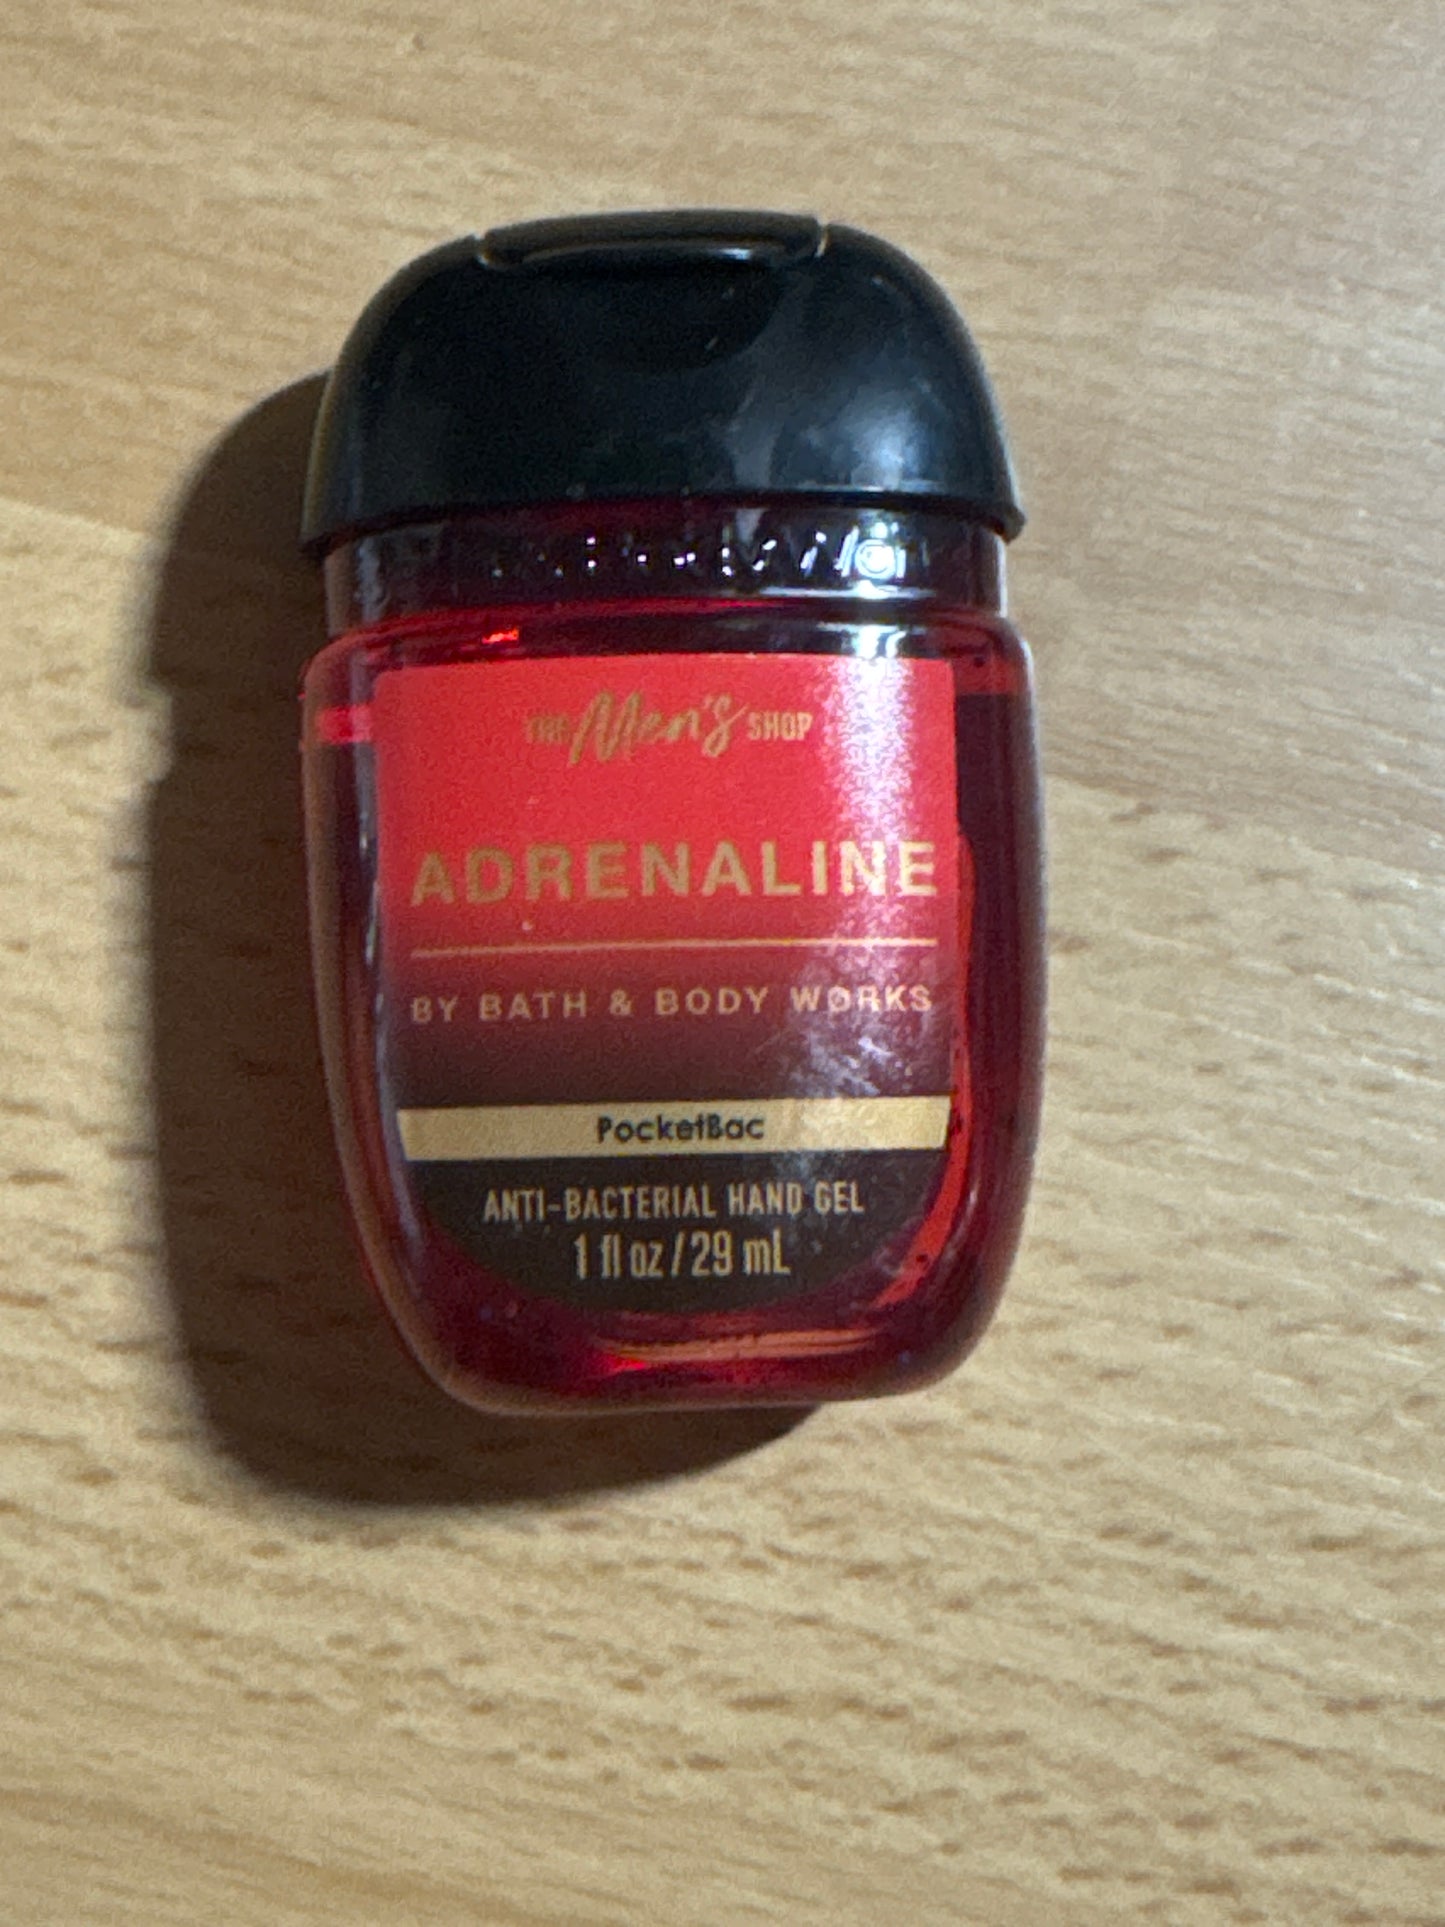 THE Men's SHOP
ADRENALINE
BY BATH & BODY WORKS
PocketBac
ANTI-BACTERIAL HAND GEL
1 fl oz / 29 mL